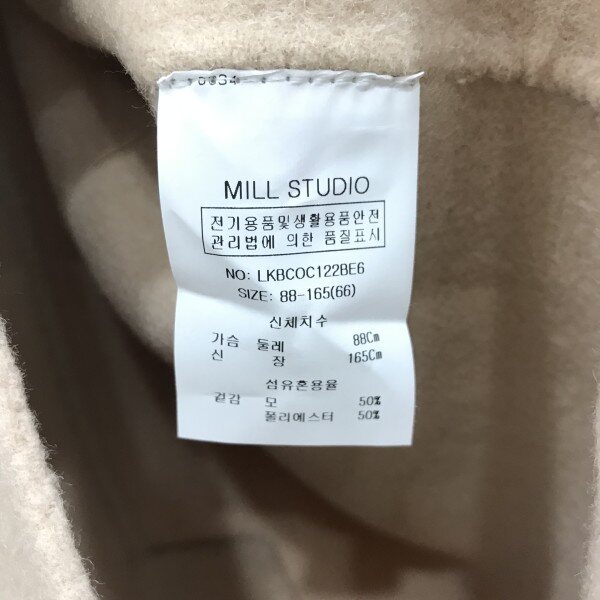 MILL STUDIO
전기용품및생활용품안전
관리법에 의한 품질표시
NO: LKBCOC122BE6
SIZE: 88-165(66)
신체치수
가슴 둘레 88Cm
신 장 165Cm
섬유혼용율
겉감 모 50%
폴리에스터 50%